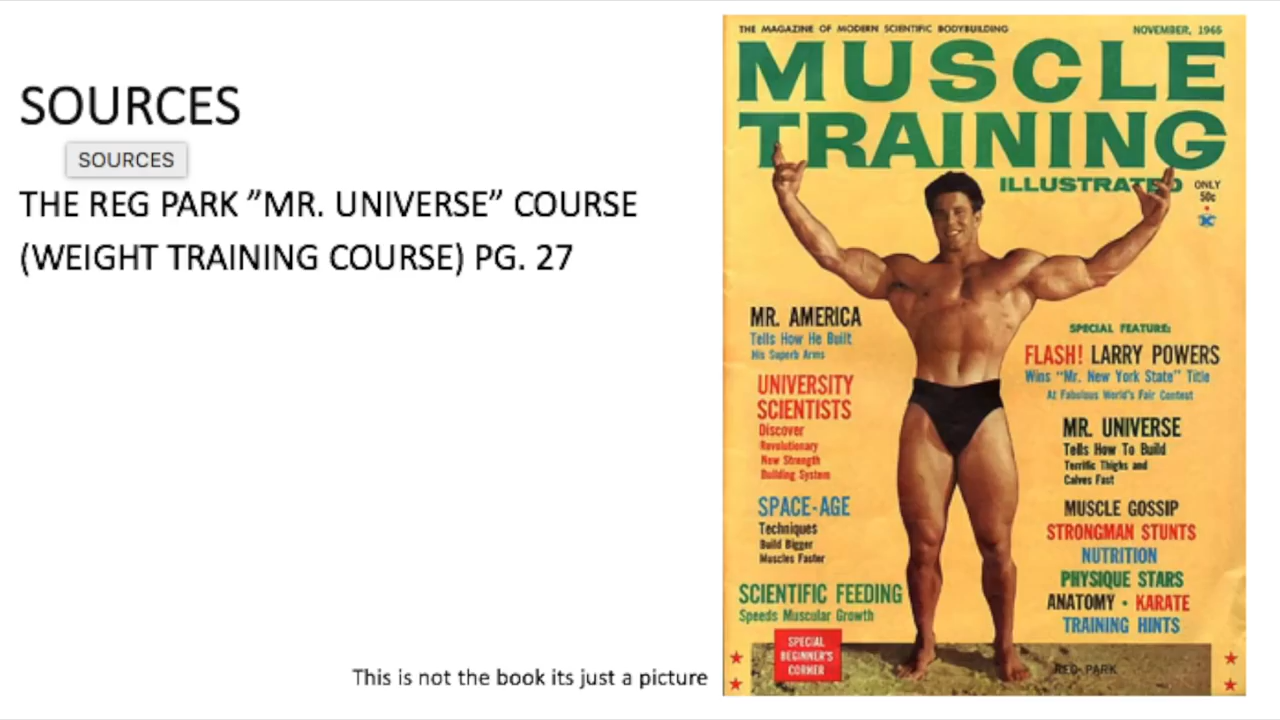 SOURCES
SOURCES
THE REG PARK ”MR. UNIVERSE” COURSE
(WEIGHT TRAINING COURSE) PG. 27
This is not the book its just a picture
THE MAGAZINE OF MODERN SCIENTIFIC BODYBUILDING
NOVEMBER, 1965
MUSCLE
TRAINING
ILLUSTRATED
ONLY
50c
MR. AMERICA
Tells How He Built
His Superb Arms
UNIVERSITY
SCIENTISTS
Discover
Revolutionary
New Strength
Building System
SPACE-AGE
Techniques
Build Bigger
Muscles Faster
SCIENTIFIC FEEDING
Speeds Muscular Growth
SPECIAL
BEGINNER'S
CORNER
SPECIAL FEATURE:
FLASH! LARRY POWERS
Wins "Mr. New York State" Title
At Fabulous World's Fair Contest
MR. UNIVERSE
Tells How To Build
Terrific Thighs and
Calves Fast
MUSCLE GOSSIP
STRONGMAN STUNTS
NUTRITION
PHYSIQUE STARS
ANATOMY • KARATE
TRAINING HINTS
REG PARK